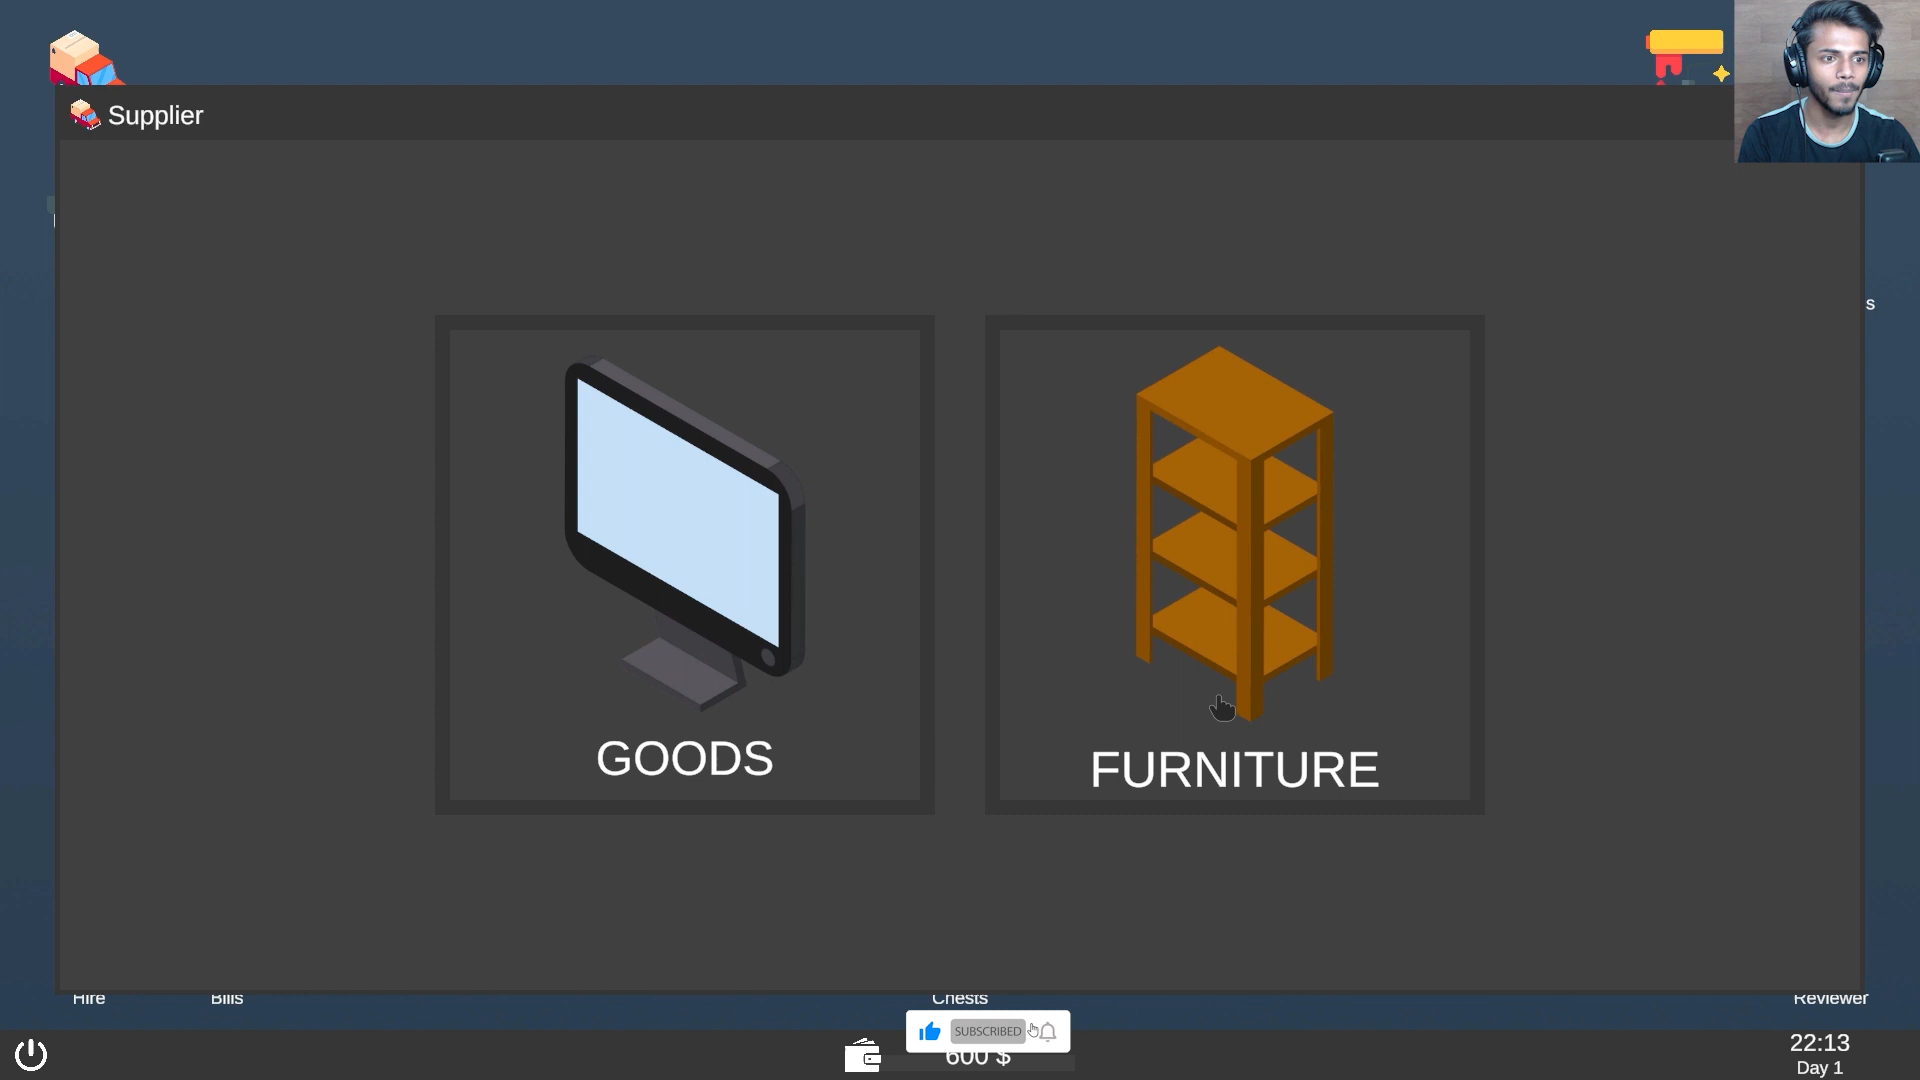 Supplier
s
GOODS
FURNITURE
Hire
Bills
Chests
Reviewer
SUBSCRIBED
600 $
22:13
Day 1